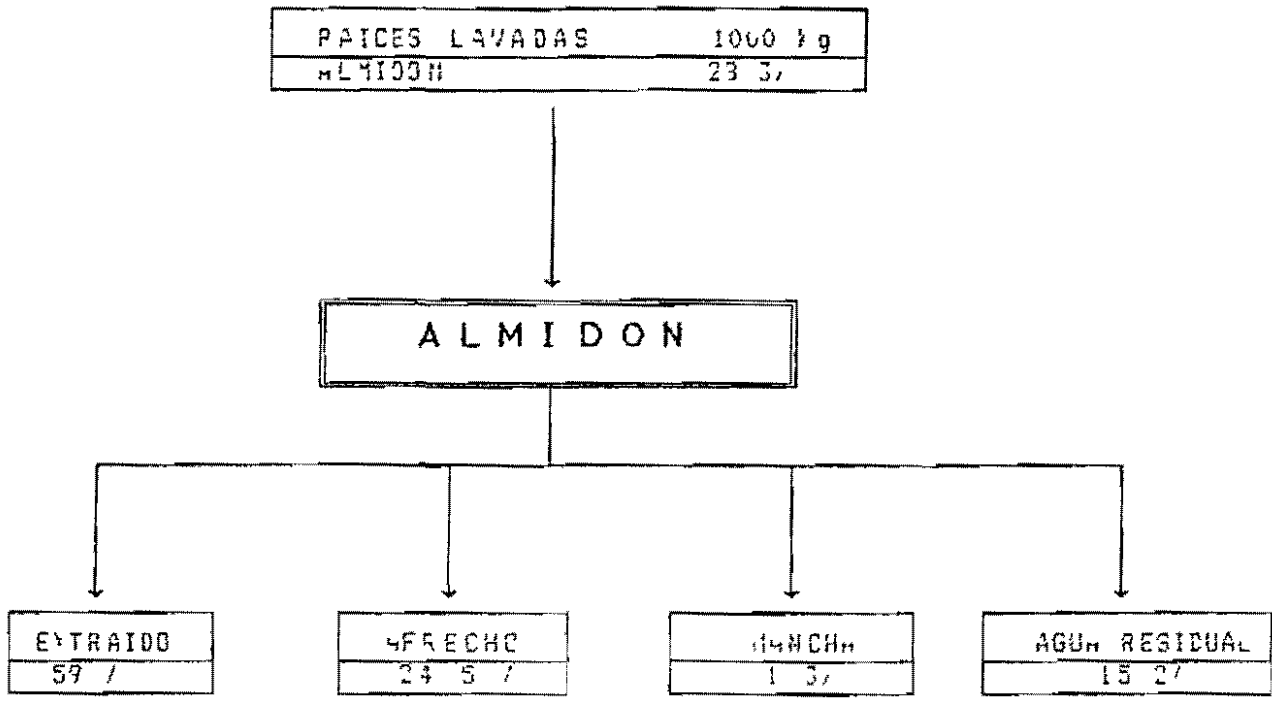 RAICES LAVADAS 1000 kg
ALMIDON 23 3%
ALMIDON
EXTRAIDO
59 %
AFRECHO
24 5 %
MANCHA
1 3%
AGUA RESIDUAL
15 2%